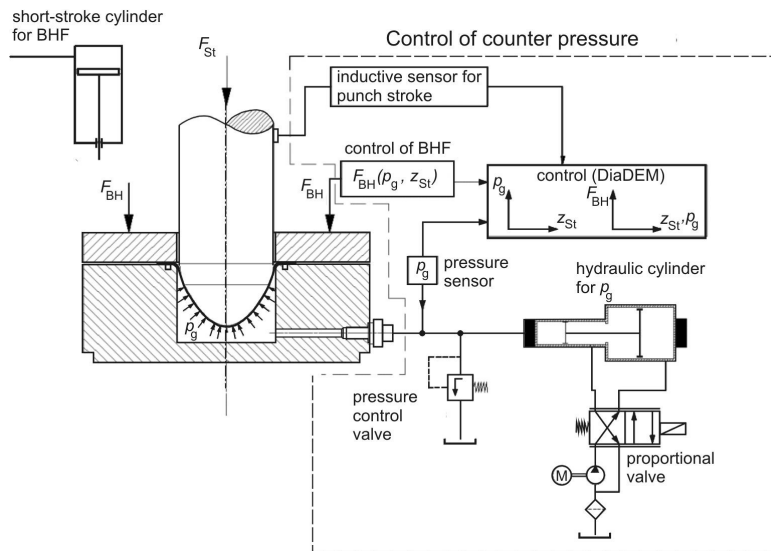 short-stroke cylinder
for BHF
F_St
Control of counter pressure
inductive sensor for
punch stroke
control of BHF
F_BH(p_g, z_St)
F_BH
F_BH
control (DiaDEM)
p_g
z_St
F_BH
z_St, p_g
p_g
pressure
sensor
hydraulic cylinder
for p_g
p_g
pressure
control
valve
proportional
valve
M